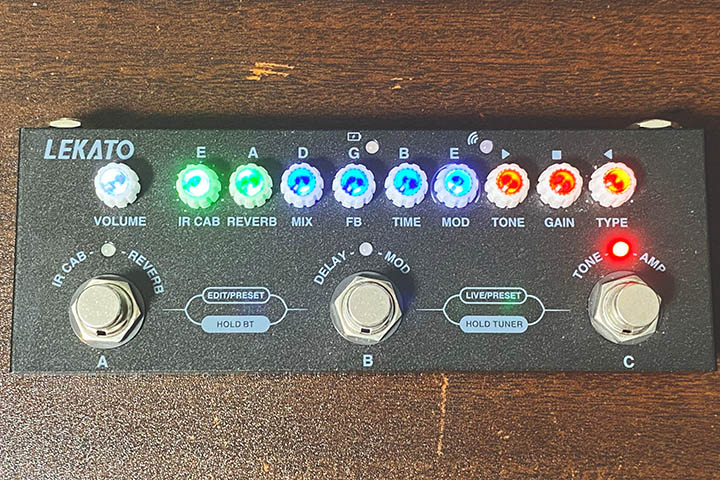 LEKATO
E A D G B E
VOLUME IR CAB REVERB MIX FB TIME MOD TONE GAIN TYPE
IR CAB - REVERB
DELAY - MOD
TONE - AMP
EDIT/PRESET
LIVE/PRESET
HOLD BT
HOLD TUNER
A B C